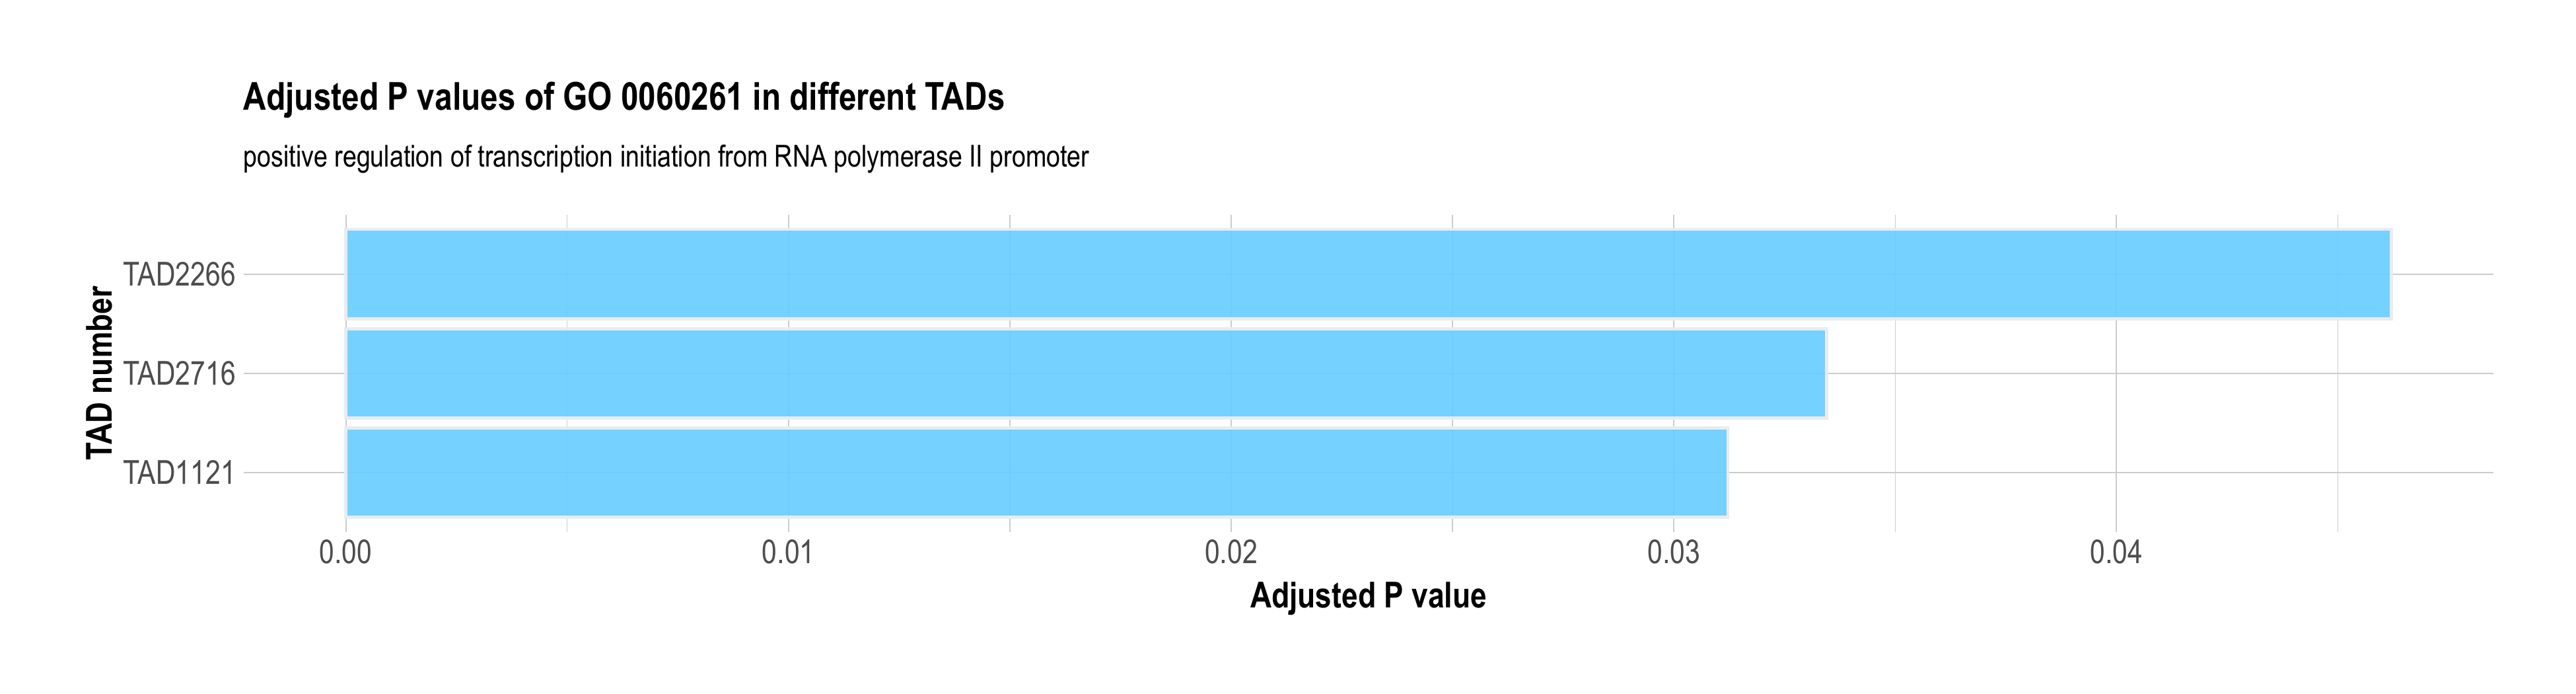 Adjusted P values of GO 0060261 in different TADs
positive regulation of transcription initiation from RNA polymerase II promoter
TAD number
TAD2266
TAD2716
TAD1121
0.00 0.01 0.02 0.03 0.04
Adjusted P value